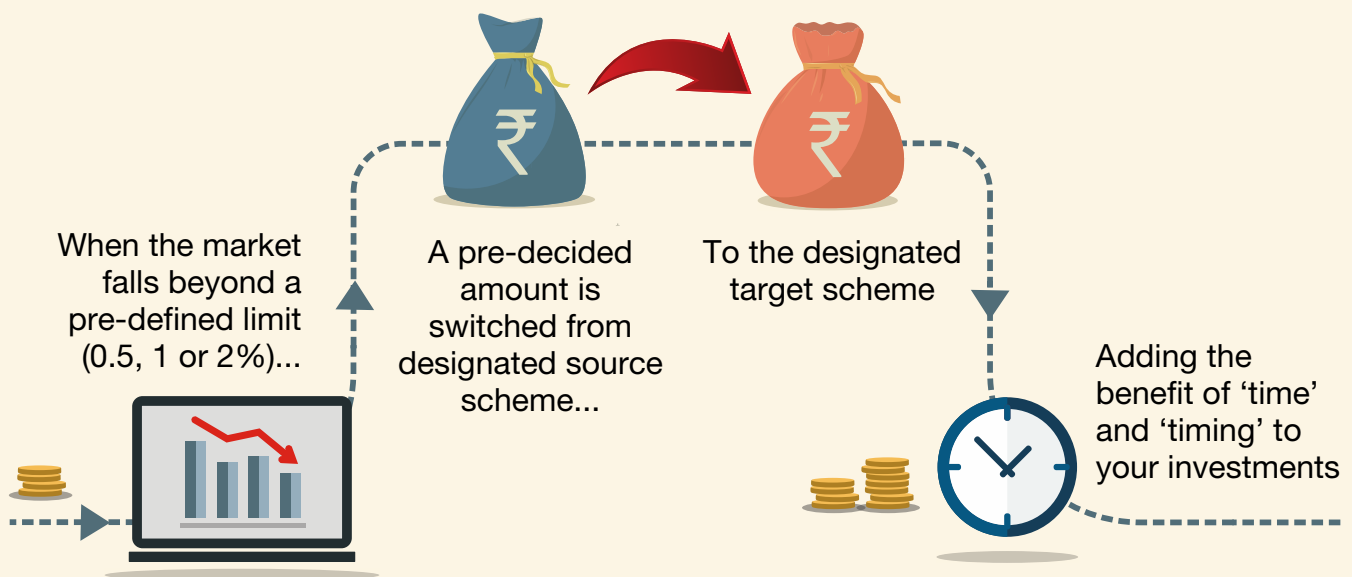 When the market
falls beyond a
pre-defined limit
(0.5, 1 or 2%)...
₹
A pre-decided
amount is
switched from
designated source
scheme...
₹
To the designated
target scheme
Adding the
benefit of ‘time’
and ‘timing’ to
your investments